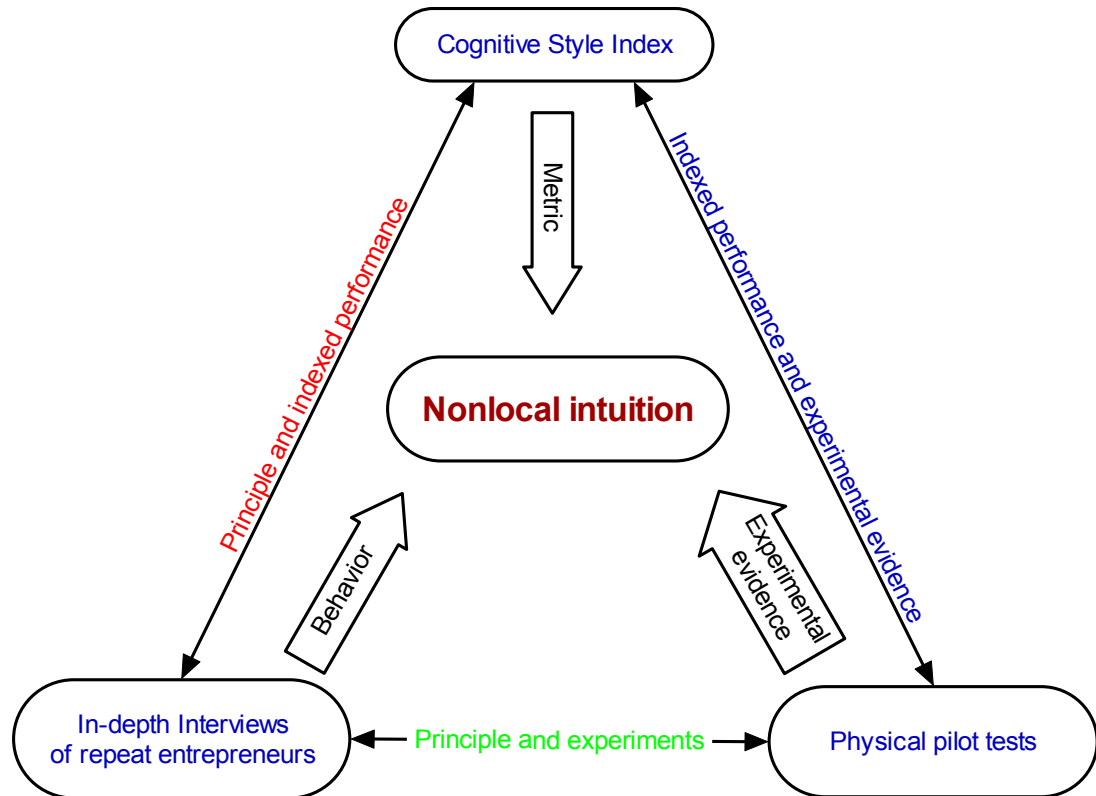 Cognitive Style Index
Metric
Principle and indexed performance
Indexed performance and experimental evidence
Nonlocal intuition
Behavior
Experimental
evidence
In-depth Interviews
of repeat entrepreneurs
Principle and experiments
Physical pilot tests